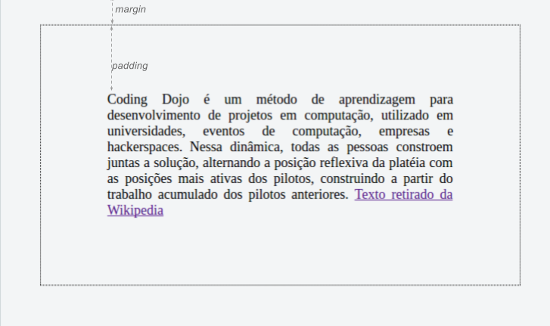 margin
padding
Coding Dojo é um método de aprendizagem para
desenvolvimento de projetos em computação, utilizado em
universidades, eventos de computação, empresas e
hackerspaces. Nessa dinâmica, todas as pessoas constroem
juntas a solução, alternando a posição reflexiva da platéia com
as posições mais ativas dos pilotos, construindo a partir do
trabalho acumulado dos pilotos anteriores. Texto retirado da
Wikipedia